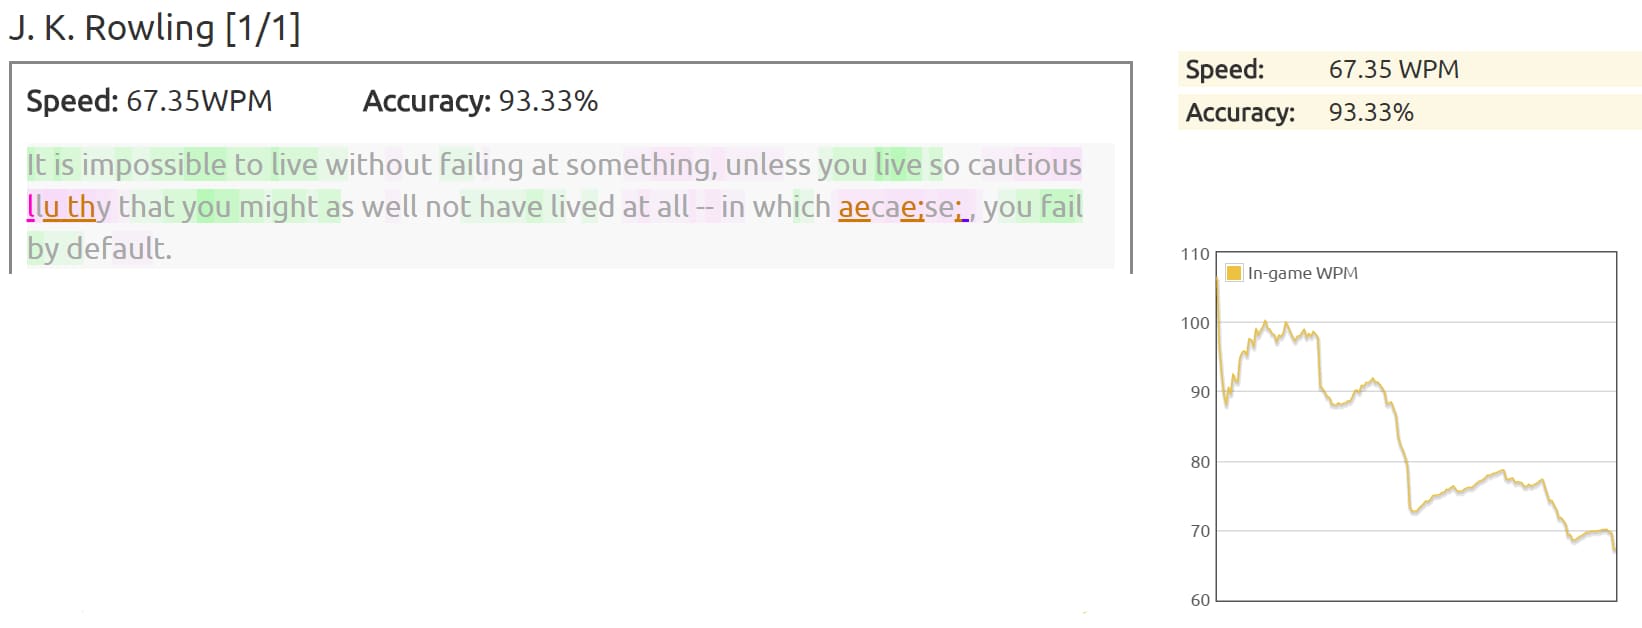 J. K. Rowling [1/1]
Speed: 67.35WPM Accuracy: 93.33%
It is impossible to live without failing at something, unless you live so cautious
llu thy that you might as well not have lived at all -- in which aecae;se; , you fail
by default.
Speed: 67.35 WPM
Accuracy: 93.33%
In-game WPM
110
100
90
80
70
60